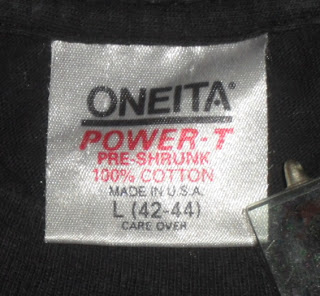 ONEITA®
POWER-T
PRE-SHRUNK
100% COTTON
MADE IN U.S.A.
L (42-44)
CARE OVER